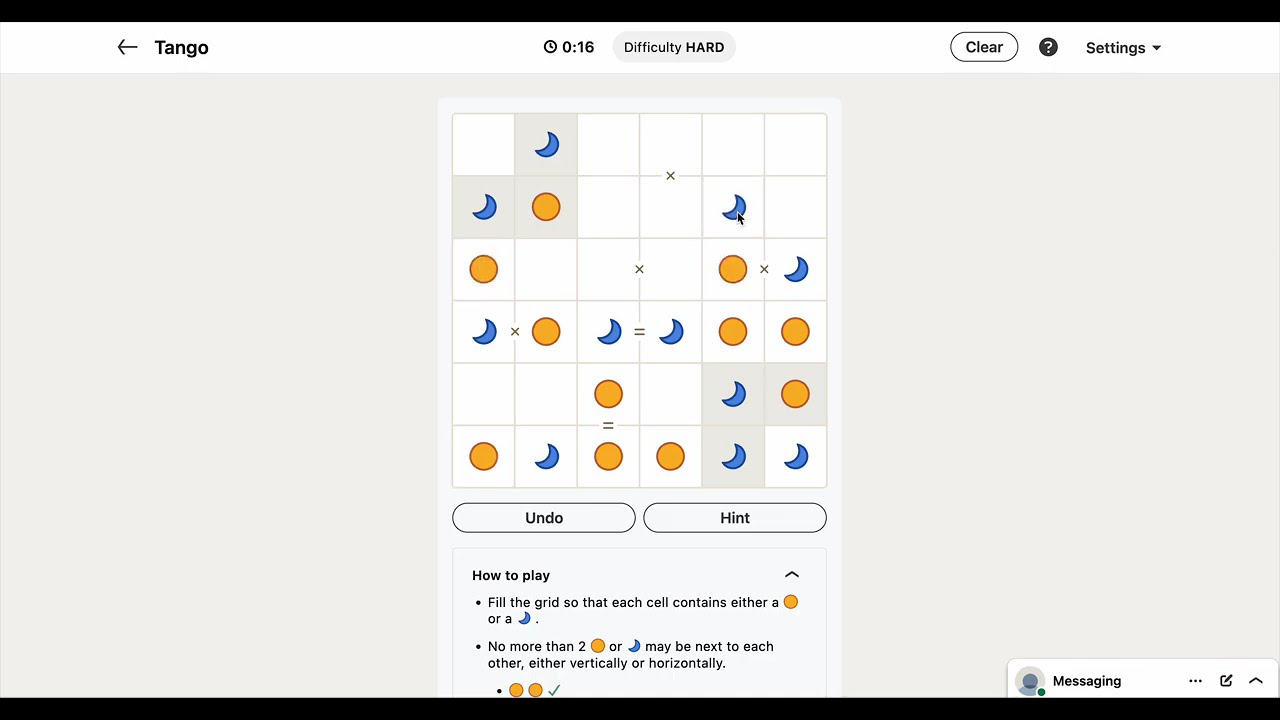 Tango
0:16
Difficulty HARD
Clear
?
Settings
×
×
×
×
=
=
Undo
Hint
How to play
• Fill the grid so that each cell contains either a
or a .
• No more than 2 or may be next to each
other, either vertically or horizontally.
•
Messaging